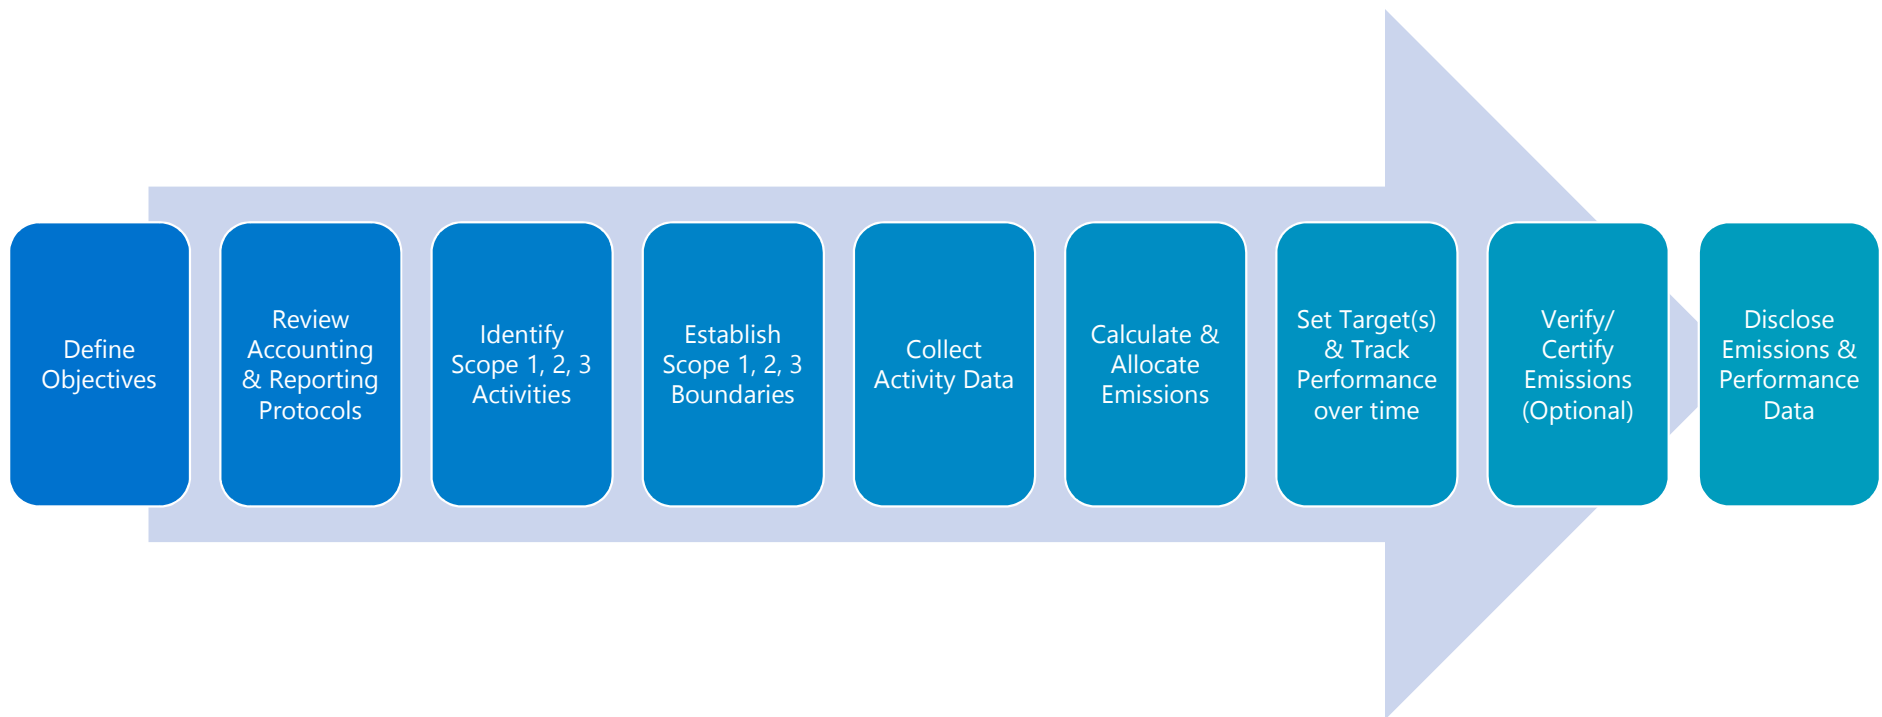 Define
Objectives
Review
Accounting
& Reporting
Protocols
Identify
Scope 1, 2, 3
Activities
Establish
Scope 1, 2, 3
Boundaries
Collect
Activity Data
Calculate &
Allocate
Emissions
Set Target(s)
& Track
Performance
over time
Verify/
Certify
Emissions
(Optional)
Disclose
Emissions &
Performance
Data